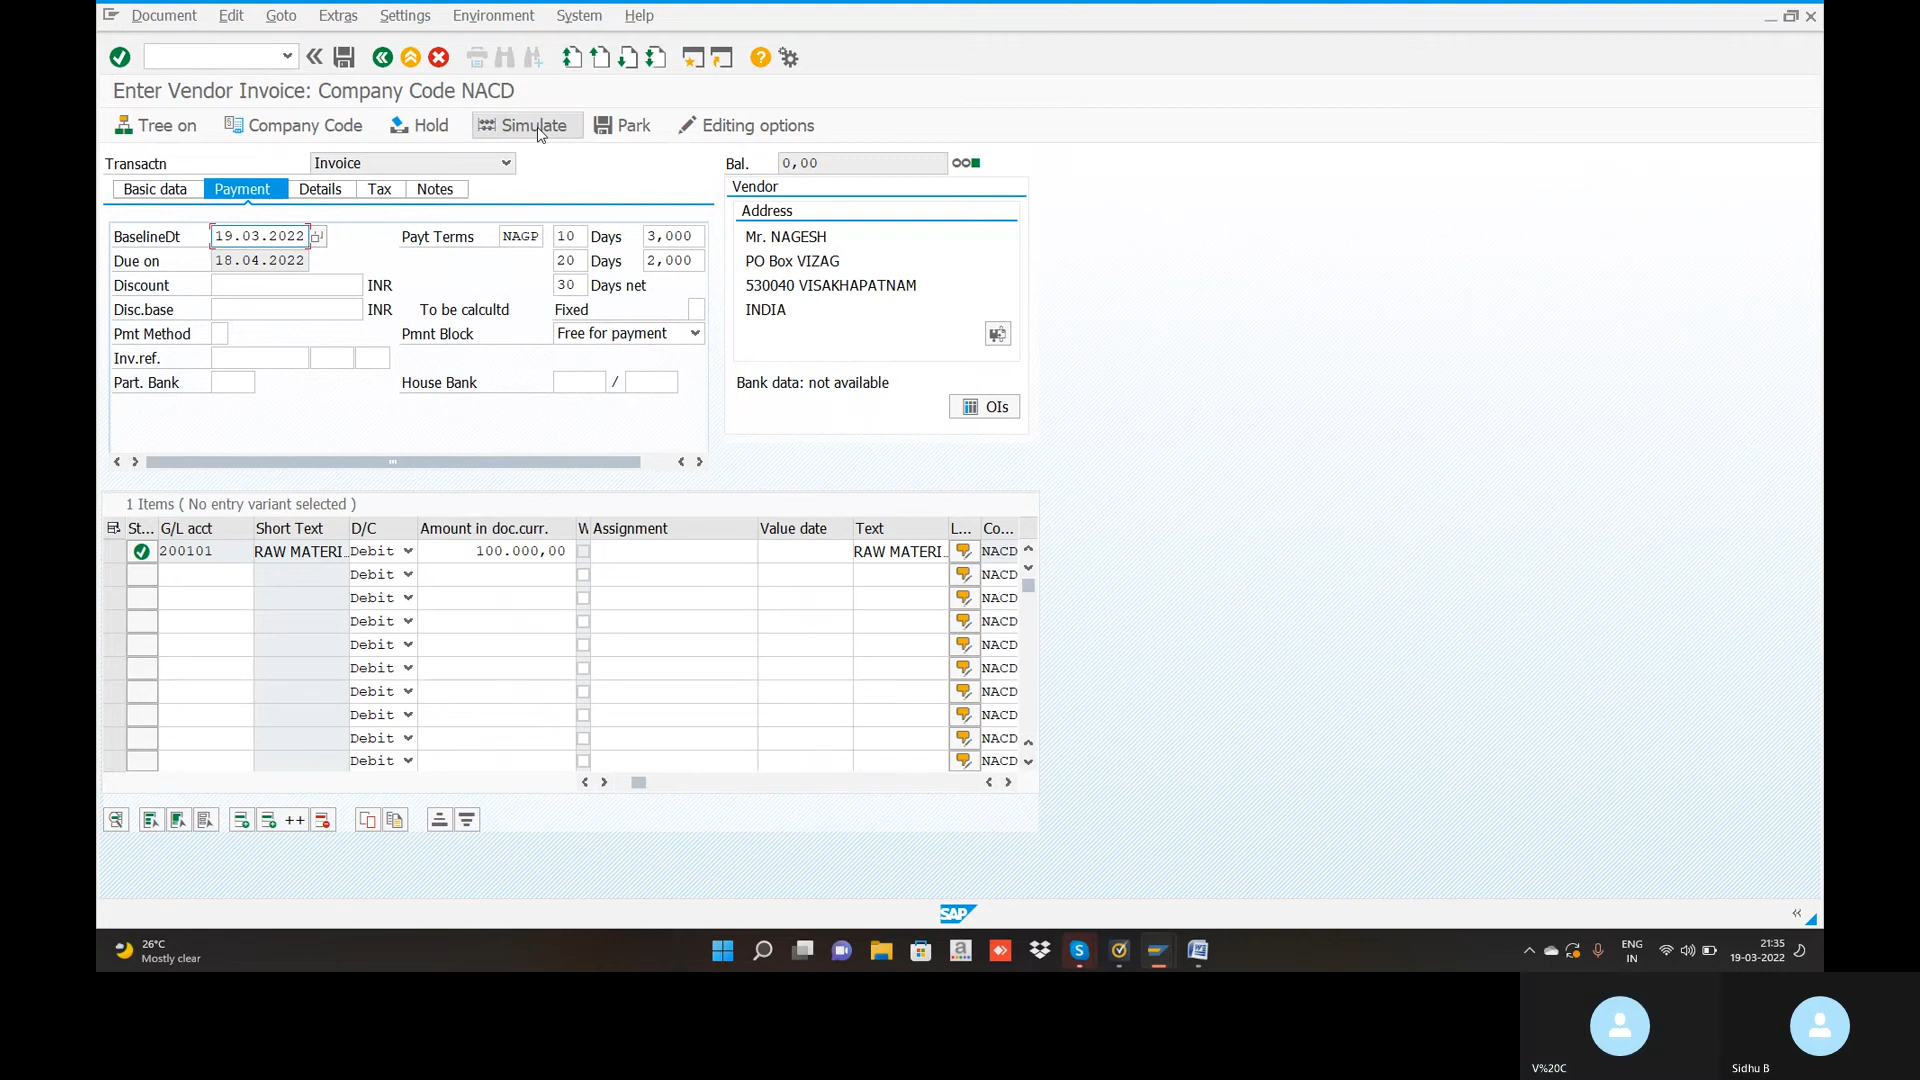 Document Edit Goto Extras Settings Environment System Help
Enter Vendor Invoice: Company Code NACD
Tree on Company Code Hold Simulate Park Editing options
Transactn Invoice Bal. 0,00
Basic data Payment Details Tax Notes
Vendor
Address
BaselineDt 19.03.2022 Payt Terms NAGP 10 Days 3,000
Mr. NAGESH
Due on 18.04.2022 20 Days 2,000
PO Box VIZAG
Discount INR 30 Days net
530040 VISAKHAPATNAM
Disc.base INR To be calcultd Fixed
INDIA
Pmt Method Pmnt Block Free for payment
Inv.ref.
Part. Bank House Bank /
Bank data: not available
OIs
1 Items ( No entry variant selected )
St... G/L acct Short Text D/C Amount in doc.curr. W Assignment Value date Text L... Co...
200101 RAW MATERI... Debit 100.000,00 RAW MATERI... NACD
Debit NACD
Debit NACD
Debit NACD
Debit NACD
Debit NACD
Debit NACD
Debit NACD
Debit NACD
Debit NACD
++
SAP
26°C
Mostly clear
ENG
IN
21:35
19-03-2022
V%20C
Sidhu B